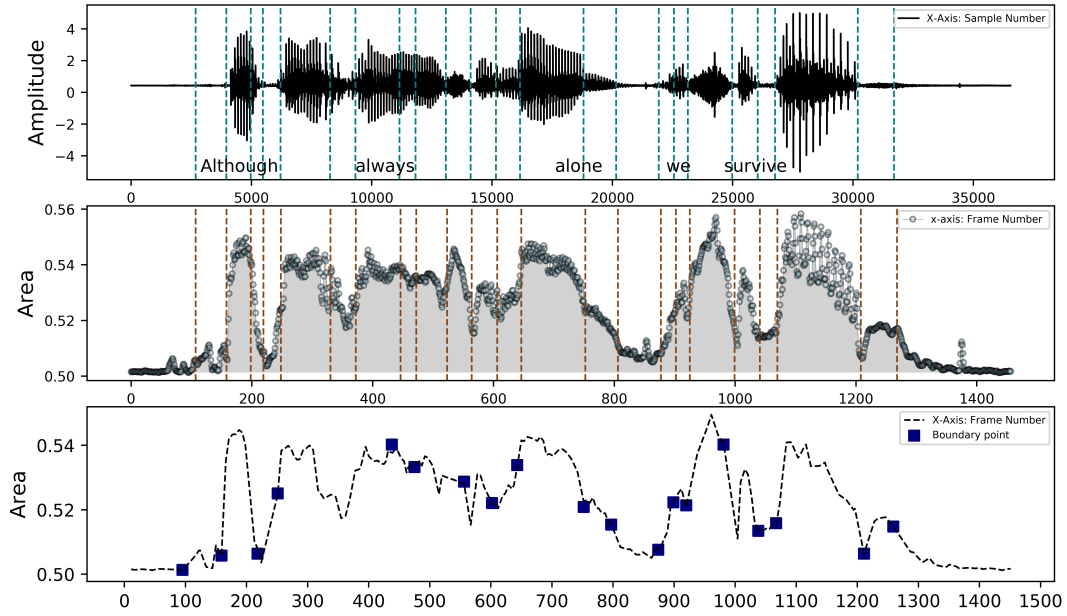 Amplitude
4
2
0
−2
−4
X-Axis: Sample Number
Although always alone we survive
0 5000 10000 15000 20000 25000 30000 35000
Area
0.56
0.54
0.52
0.50
x-axis: Frame Number
0 200 400 600 800 1000 1200 1400
Area
0.54
0.52
0.50
X-Axis: Frame Number
Boundary point
0 100 200 300 400 500 600 700 800 900 1000 1100 1200 1300 1400 1500